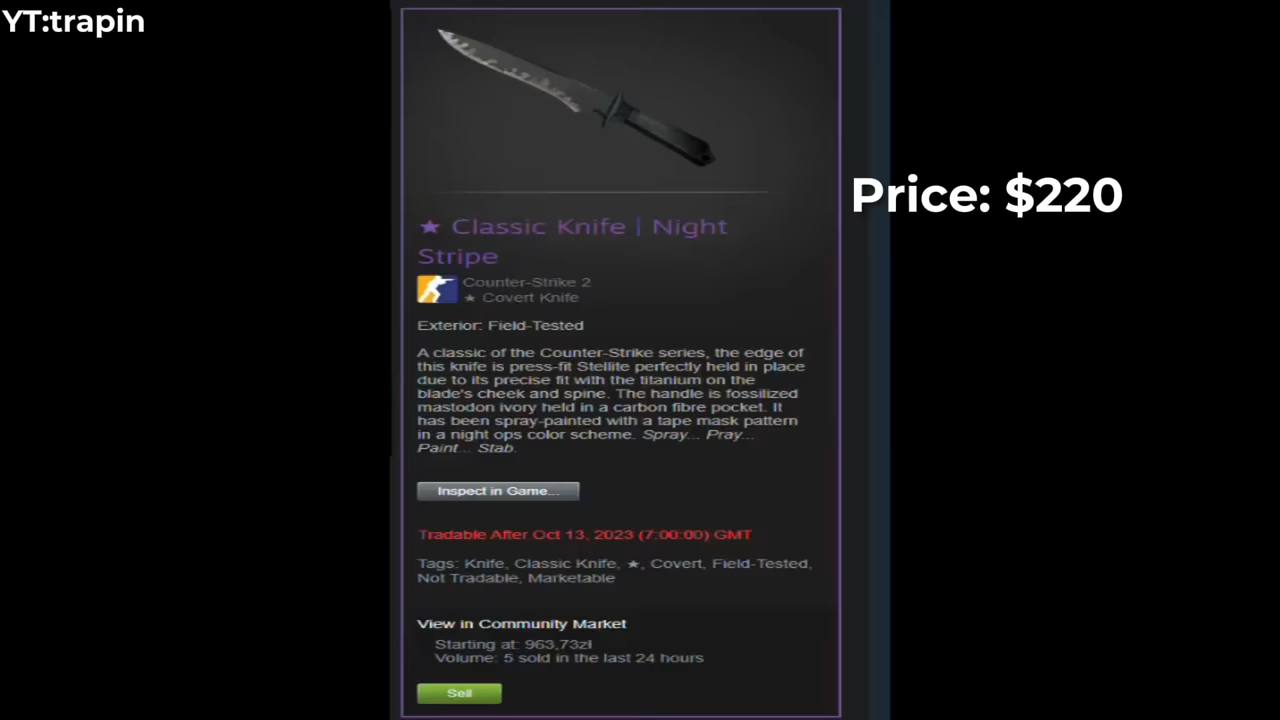 YT:trapin
Price: $220
★ Classic Knife | Night
Stripe
Counter-Strike 2
★ Covert Knife
Exterior: Field-Tested
A classic of the Counter-Strike series, the edge of
this knife is press-fit Stellite perfectly held in place
due to its precise fit with the titanium on the
blade's cheek and spine. The handle is fossilized
mastodon ivory held in a carbon fibre pocket. It
has been spray-painted with a tape mask pattern
in a night ops color scheme. Spray... Pray...
Paint... Stab.
Inspect in Game...
Tradable After Oct 13, 2023 (7:00:00) GMT
Tags: Knife, Classic Knife, ★, Covert, Field-Tested,
Not Tradable, Marketable
View in Community Market
Starting at: 963,73zł
Volume: 5 sold in the last 24 hours
Sell